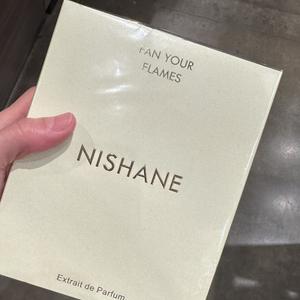 FAN YOUR
FLAMES
NISHANE
Extrait de Parfum